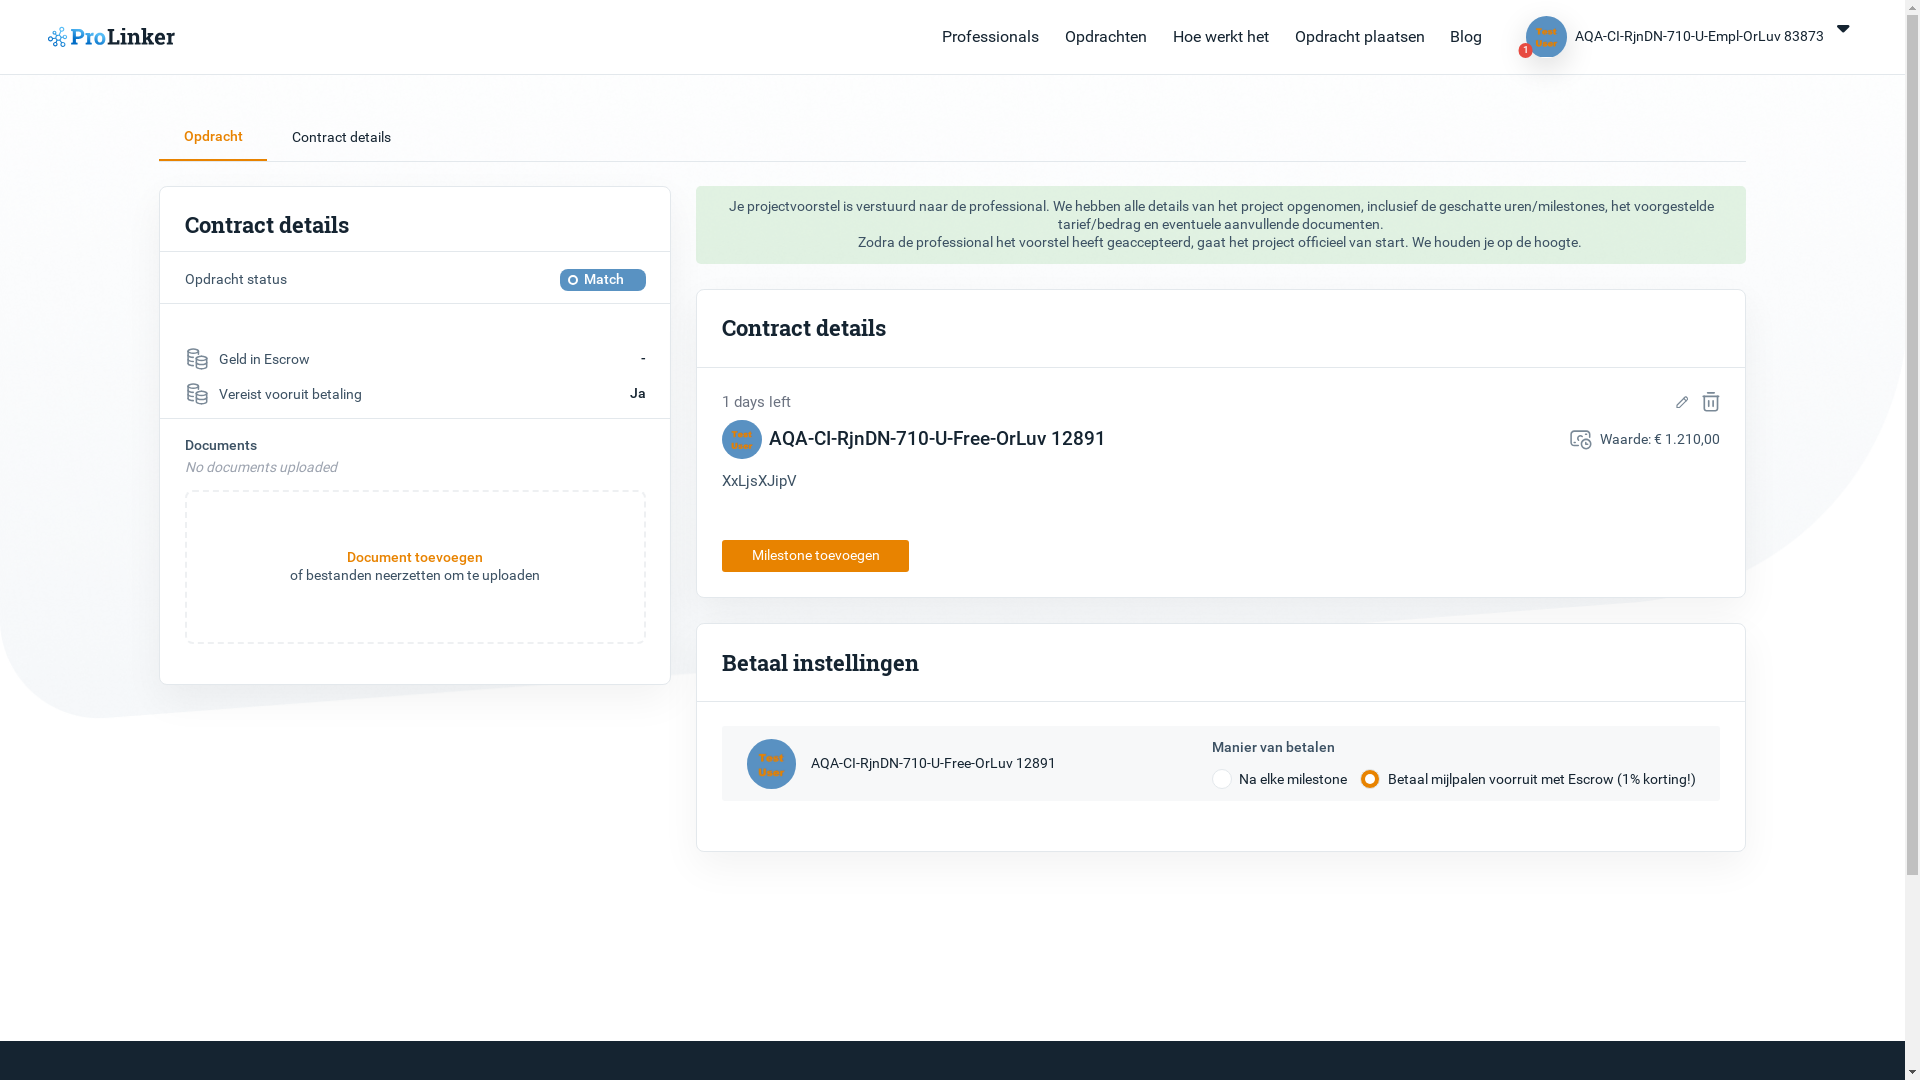 ProLinker
Professionals
Opdrachten
Hoe werkt het
Opdracht plaatsen
Blog
Test
User
1
AQA-CI-RjnDN-710-U-Empl-OrLuv 83873
Opdracht
Contract details
Contract details
Opdracht status
Match
Geld in Escrow
-
Vereist vooruit betaling
Ja
Documents
No documents uploaded
Document toevoegen
of bestanden neerzetten om te uploaden
Je projectvoorstel is verstuurd naar de professional. We hebben alle details van het project opgenomen, inclusief de geschatte uren/milestones, het voorgestelde
tarief/bedrag en eventuele aanvullende documenten.
Zodra de professional het voorstel heeft geaccepteerd, gaat het project officieel van start. We houden je op de hoogte.
Contract details
1 days left
Test
User
AQA-CI-RjnDN-710-U-Free-OrLuv 12891
Waarde: € 1.210,00
XxLjsXJipV
Milestone toevoegen
Betaal instellingen
Test
User
AQA-CI-RjnDN-710-U-Free-OrLuv 12891
Manier van betalen
Na elke milestone
Betaal mijlpalen voorruit met Escrow (1% korting!)